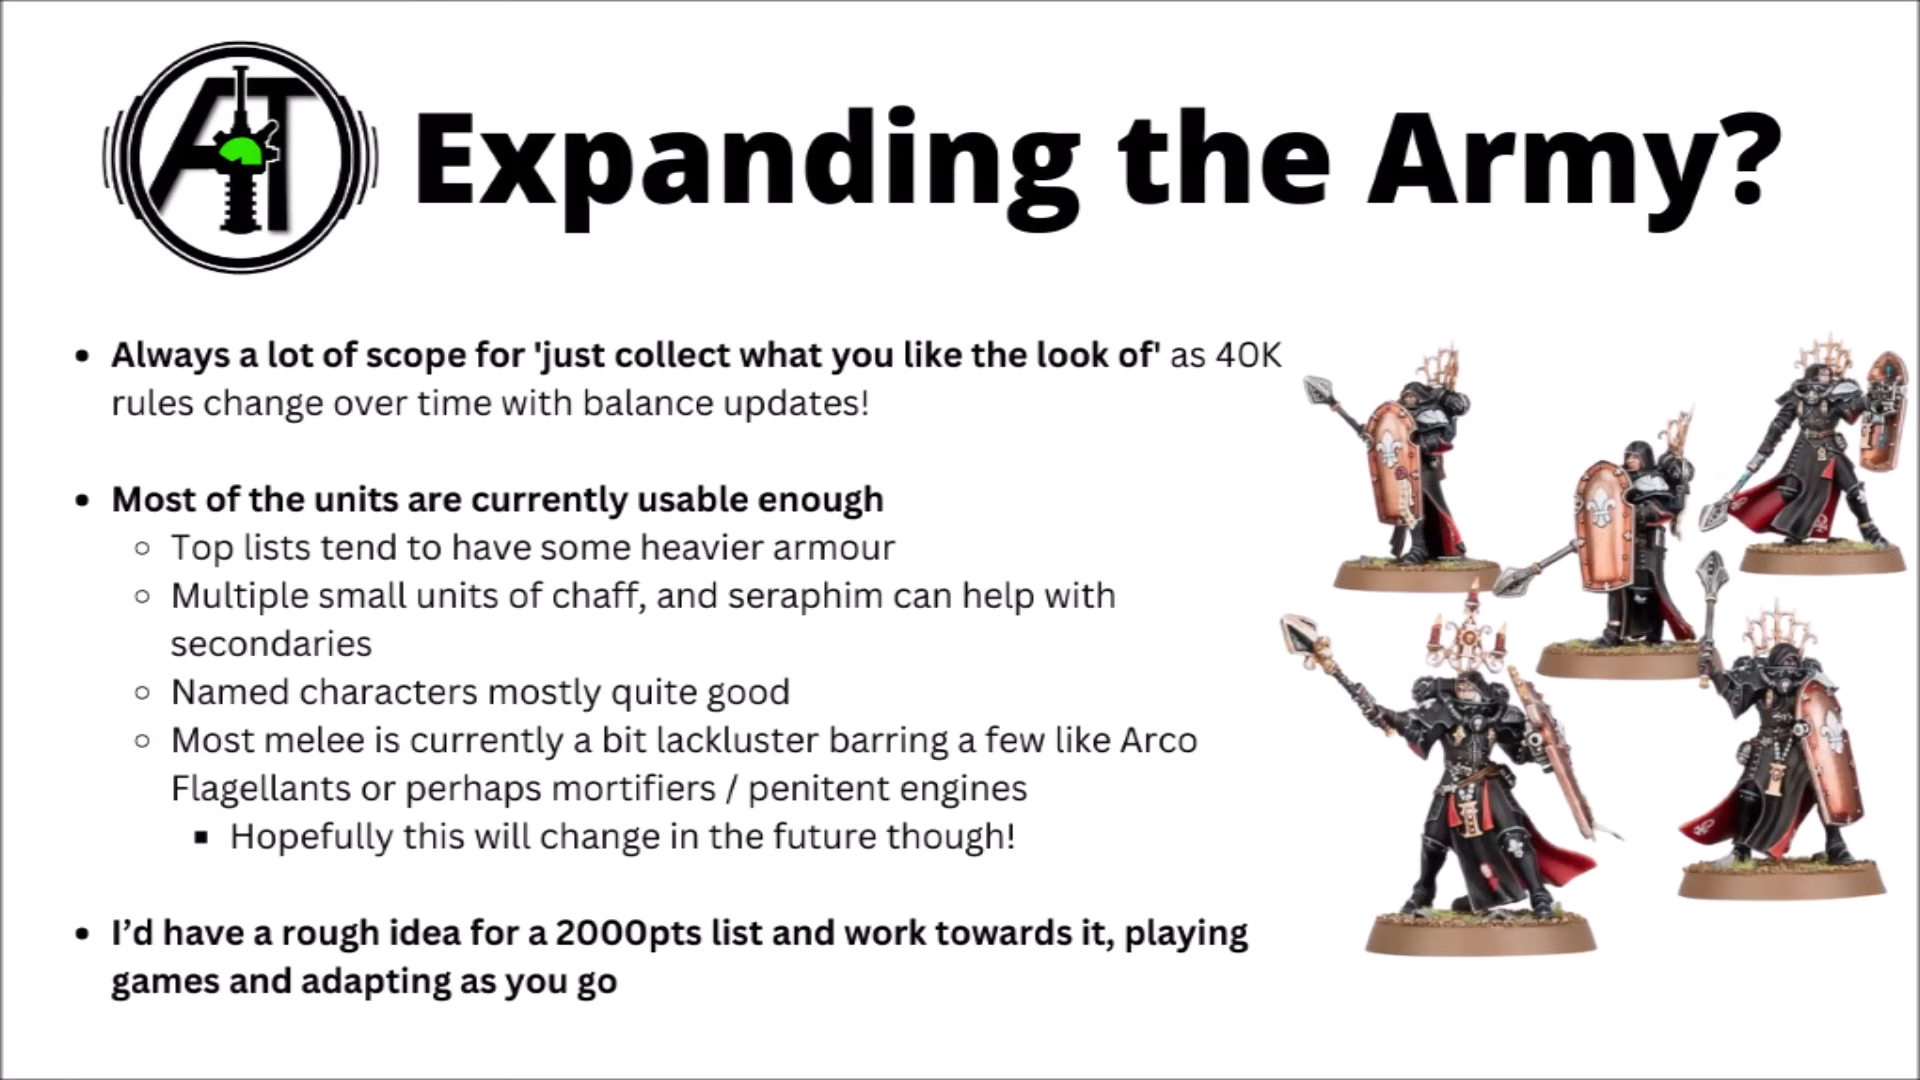 AT
Expanding the Army?
• Always a lot of scope for 'just collect what you like the look of' as 40K
rules change over time with balance updates!
• Most of the units are currently usable enough
○ Top lists tend to have some heavier armour
○ Multiple small units of chaff, and seraphim can help with
secondaries
○ Named characters mostly quite good
○ Most melee is currently a bit lackluster barring a few like Arco
Flagellants or perhaps mortifiers / penitent engines
▪ Hopefully this will change in the future though!
• I’d have a rough idea for a 2000pts list and work towards it, playing
games and adapting as you go